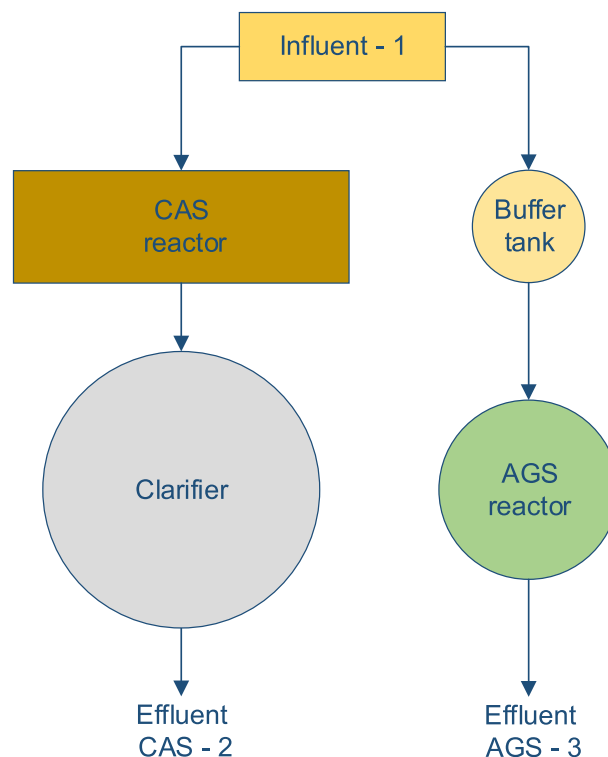 Influent - 1
CAS
reactor
Buffer
tank
Clarifier
AGS
reactor
Effluent
CAS - 2
Effluent
AGS - 3